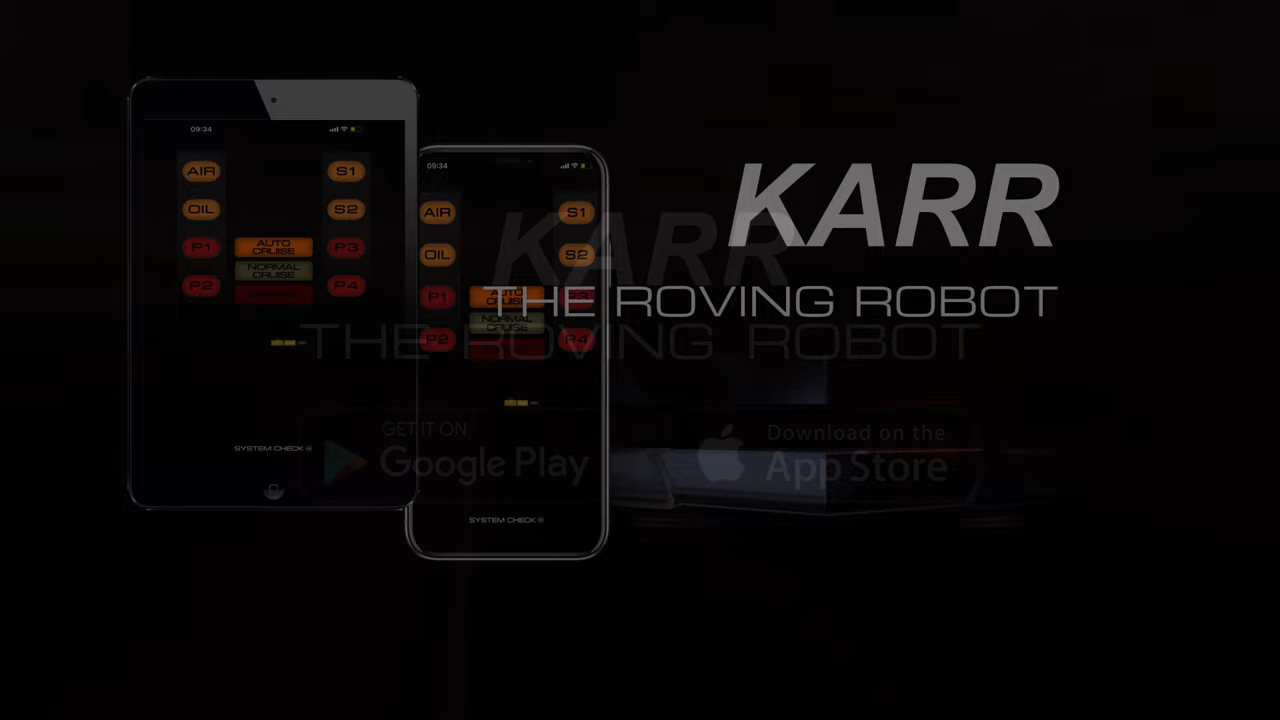 09:34
AIR
S1
OIL
S2
P1
AUTO
CRUISE
P3
NORMAL
CRUISE
P2
P4
SYSTEM CHECK
09:34
AIR
S1
OIL
S2
P1
AUTO
CRUISE
NORMAL
CRUISE
P2
P4
SYSTEM CHECK
KARR
THE ROVING ROBOT
KARR
THE ROVING ROBOT
GET IT ON
Google Play
Download on the
App Store